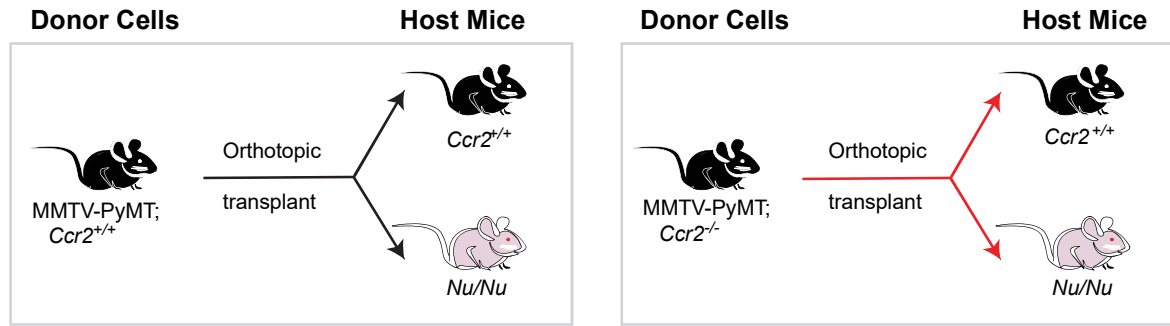 Donor Cells
Host Mice
MMTV-PyMT;
Ccr2+/+
Orthotopic
transplant
Ccr2+/+
Nu/Nu
Donor Cells
Host Mice
MMTV-PyMT;
Ccr2-/-
Orthotopic
transplant
Ccr2 +/+
Nu/Nu